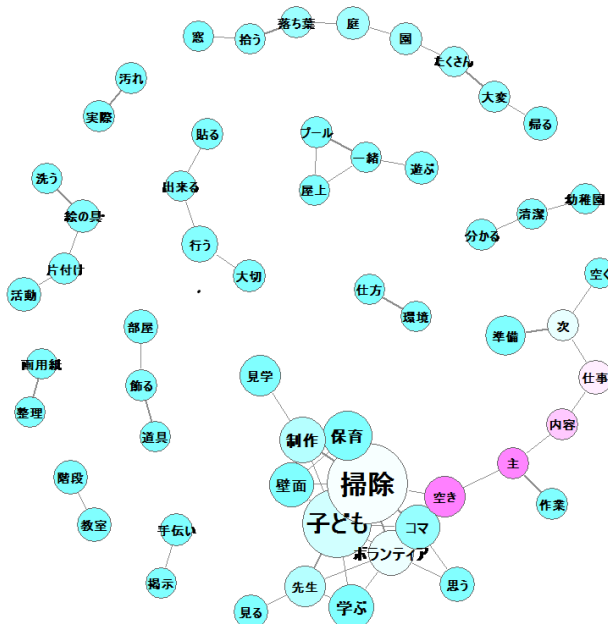 窓
拾う
落ち葉
庭
園
たくさん
大変
帰る
汚れ
実際
貼る
出来る
行う
大切
プール
一緒
屋上
遊ぶ
洗う
絵の具
片付け
活動
幼稚園
清潔
分かる
仕方
環境
空く
次
準備
仕事
内容
主
作業
空き
部屋
飾る
道具
画用紙
整理
見学
制作
保育
掃除
壁面
子ども
コマ
ボランティア
先生
学ぶ
見る
思う
階段
教室
手伝い
掲示